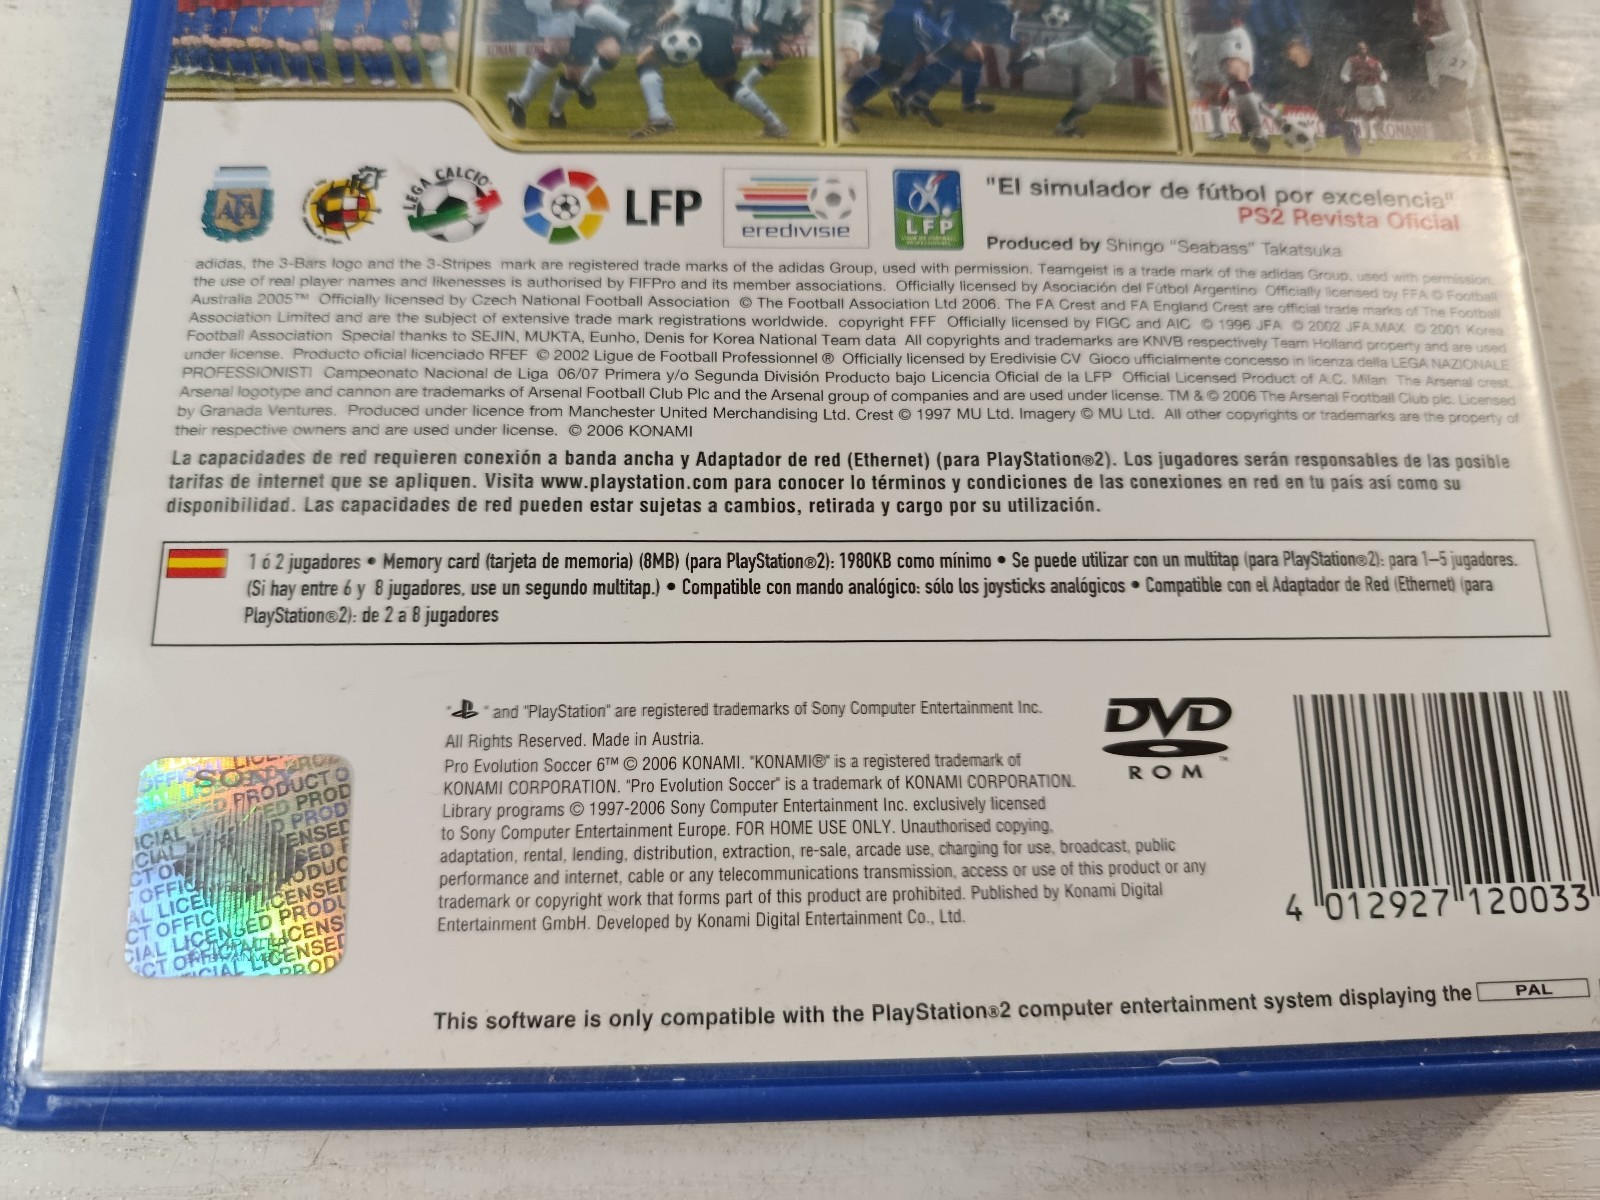 KONAMI
AFA
LEGA CALCIO
LFP
eredivisie
LFP
"El simulador de fútbol por excelencia"
PS2 Revista Oficial
Produced by Shingo "Seabass" Takatsuka
adidas, the 3-Bars logo and the 3-Stripes mark are registered trade marks of the adidas Group, used with permission. Teamgeist is a trade mark of the adidas Group, used with permission.
the use of real player names and likenesses is authorised by FIFPro and its member associations. Officially licensed by Asociación del Fútbol Argentino Officially licensed by FFA © Football
Australia 2005™ Officially licensed by Czech National Football Association © The Football Association Ltd 2006. The FA Crest and FA England Crest are official trade marks of The Football
Association Limited and are the subject of extensive trade mark registrations worldwide. copyright FFF Officially licensed by FIGC and AIC © 1996 JFA © 2002 JFA.MAX © 2001 Korea
Football Association Special thanks to SEJIN, MUKTA, Eunho, Denis for Korea National Team data All copyrights and trademarks are KNVB respectively Team Holland property and are used
under license. Producto oficial licenciado RFEF © 2002 Ligue de Football Professionnel ® Officially licensed by Eredivisie CV Gioco ufficialmente concesso in licenza della LEGA NAZIONALE
PROFESSIONISTI Campeonato Nacional de Liga 06/07 Primera y/o Segunda División Producto bajo Licencia Oficial de la LFP Official Licensed Product of A.C. Milan The Arsenal crest,
Arsenal logotype and cannon are trademarks of Arsenal Football Club Plc and the Arsenal group of companies and are used under license. TM & © 2006 The Arsenal Football Club plc. Licensed
by Granada Ventures. Produced under licence from Manchester United Merchandising Ltd. Crest © 1997 MU Ltd. Imagery © MU Ltd. All other copyrights or trademarks are the property of
their respective owners and are used under license. © 2006 KONAMI
La capacidades de red requieren conexión a banda ancha y Adaptador de red (Ethernet) (para PlayStation®2). Los jugadores serán responsables de las posible
tarifas de internet que se apliquen. Visita www.playstation.com para conocer lo términos y condiciones de las conexiones en red en tu país así como su
disponibilidad. Las capacidades de red pueden estar sujetas a cambios, retirada y cargo por su utilización.
1 ó 2 jugadores • Memory card (tarjeta de memoria) (8MB) (para PlayStation®2): 1980KB como mínimo • Se puede utilizar con un multitap (para PlayStation®2): para 1–5 jugadores.
(Si hay entre 6 y 8 jugadores, use un segundo multitap.) • Compatible con mando analógico: sólo los joysticks analógicos • Compatible con el Adaptador de Red (Ethernet) (para
PlayStation®2): de 2 a 8 jugadores
" " and "PlayStation" are registered trademarks of Sony Computer Entertainment Inc.
All Rights Reserved. Made in Austria.
Pro Evolution Soccer 6™ © 2006 KONAMI. "KONAMI®" is a registered trademark of
KONAMI CORPORATION. "Pro Evolution Soccer" is a trademark of KONAMI CORPORATION.
Library programs © 1997-2006 Sony Computer Entertainment Inc. exclusively licensed
to Sony Computer Entertainment Europe. FOR HOME USE ONLY. Unauthorised copying,
adaptation, rental, lending, distribution, extraction, re-sale, arcade use, charging for use, broadcast, public
performance and internet, cable or any telecommunications transmission, access or use of this product or any
trademark or copyright work that forms part of this product are prohibited. Published by Konami Digital
Entertainment GmbH. Developed by Konami Digital Entertainment Co., Ltd.
DVD
ROM
SONY
OFFICIAL LICENSED PRODUCT
4 012927 120033
This software is only compatible with the PlayStation®2 computer entertainment system displaying the PAL